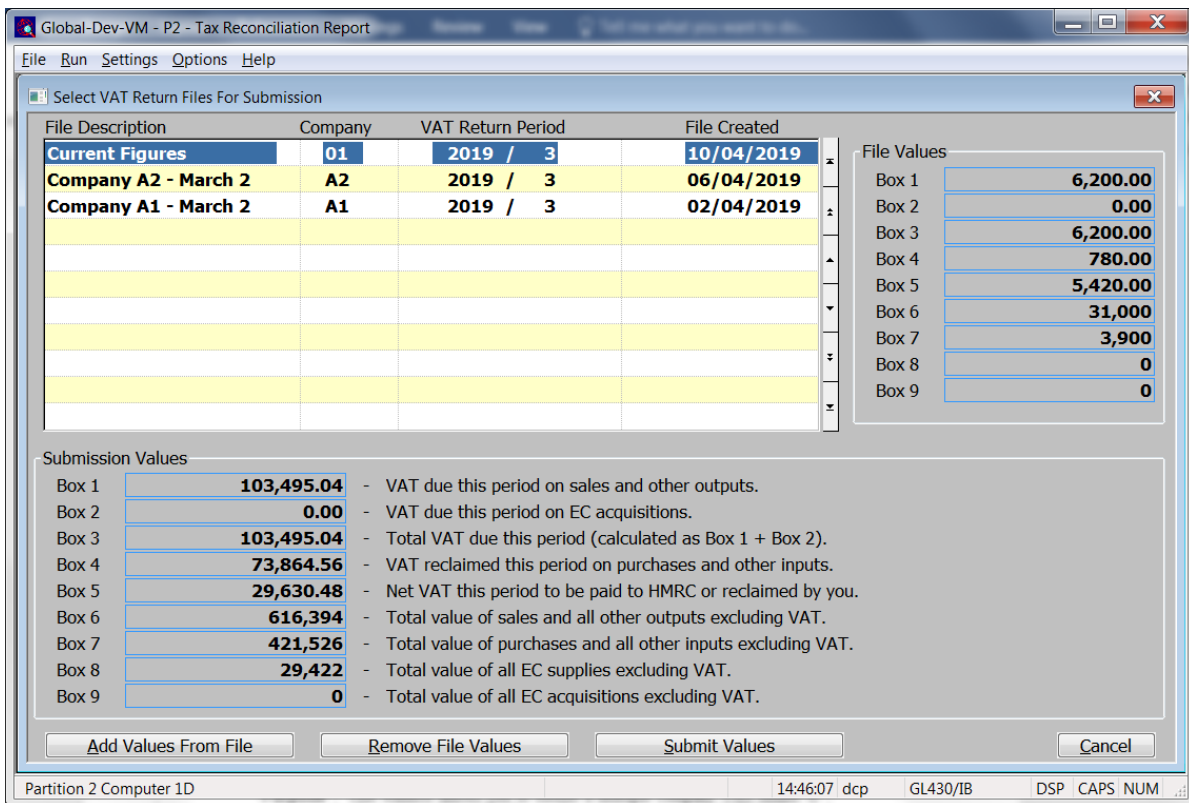 Global-Dev-VM - P2 - Tax Reconciliation Report
File Run Settings Options Help
Select VAT Return Files For Submission
File Description Company VAT Return Period File Created
Current Figures 01 2019 / 3 10/04/2019
Company A2 - March 2 A2 2019 / 3 06/04/2019
Company A1 - March 2 A1 2019 / 3 02/04/2019
File Values
Box 1 6,200.00
Box 2 0.00
Box 3 6,200.00
Box 4 780.00
Box 5 5,420.00
Box 6 31,000
Box 7 3,900
Box 8 0
Box 9 0
Submission Values
Box 1 103,495.04 - VAT due this period on sales and other outputs.
Box 2 0.00 - VAT due this period on EC acquisitions.
Box 3 103,495.04 - Total VAT due this period (calculated as Box 1 + Box 2).
Box 4 73,864.56 - VAT reclaimed this period on purchases and other inputs.
Box 5 29,630.48 - Net VAT this period to be paid to HMRC or reclaimed by you.
Box 6 616,394 - Total value of sales and all other outputs excluding VAT.
Box 7 421,526 - Total value of purchases and all other inputs excluding VAT.
Box 8 29,422 - Total value of all EC supplies excluding VAT.
Box 9 0 - Total value of all EC acquisitions excluding VAT.
Add Values From File Remove File Values Submit Values Cancel
Partition 2 Computer 1D 14:46:07 dcp GL430/IB DSP CAPS NUM